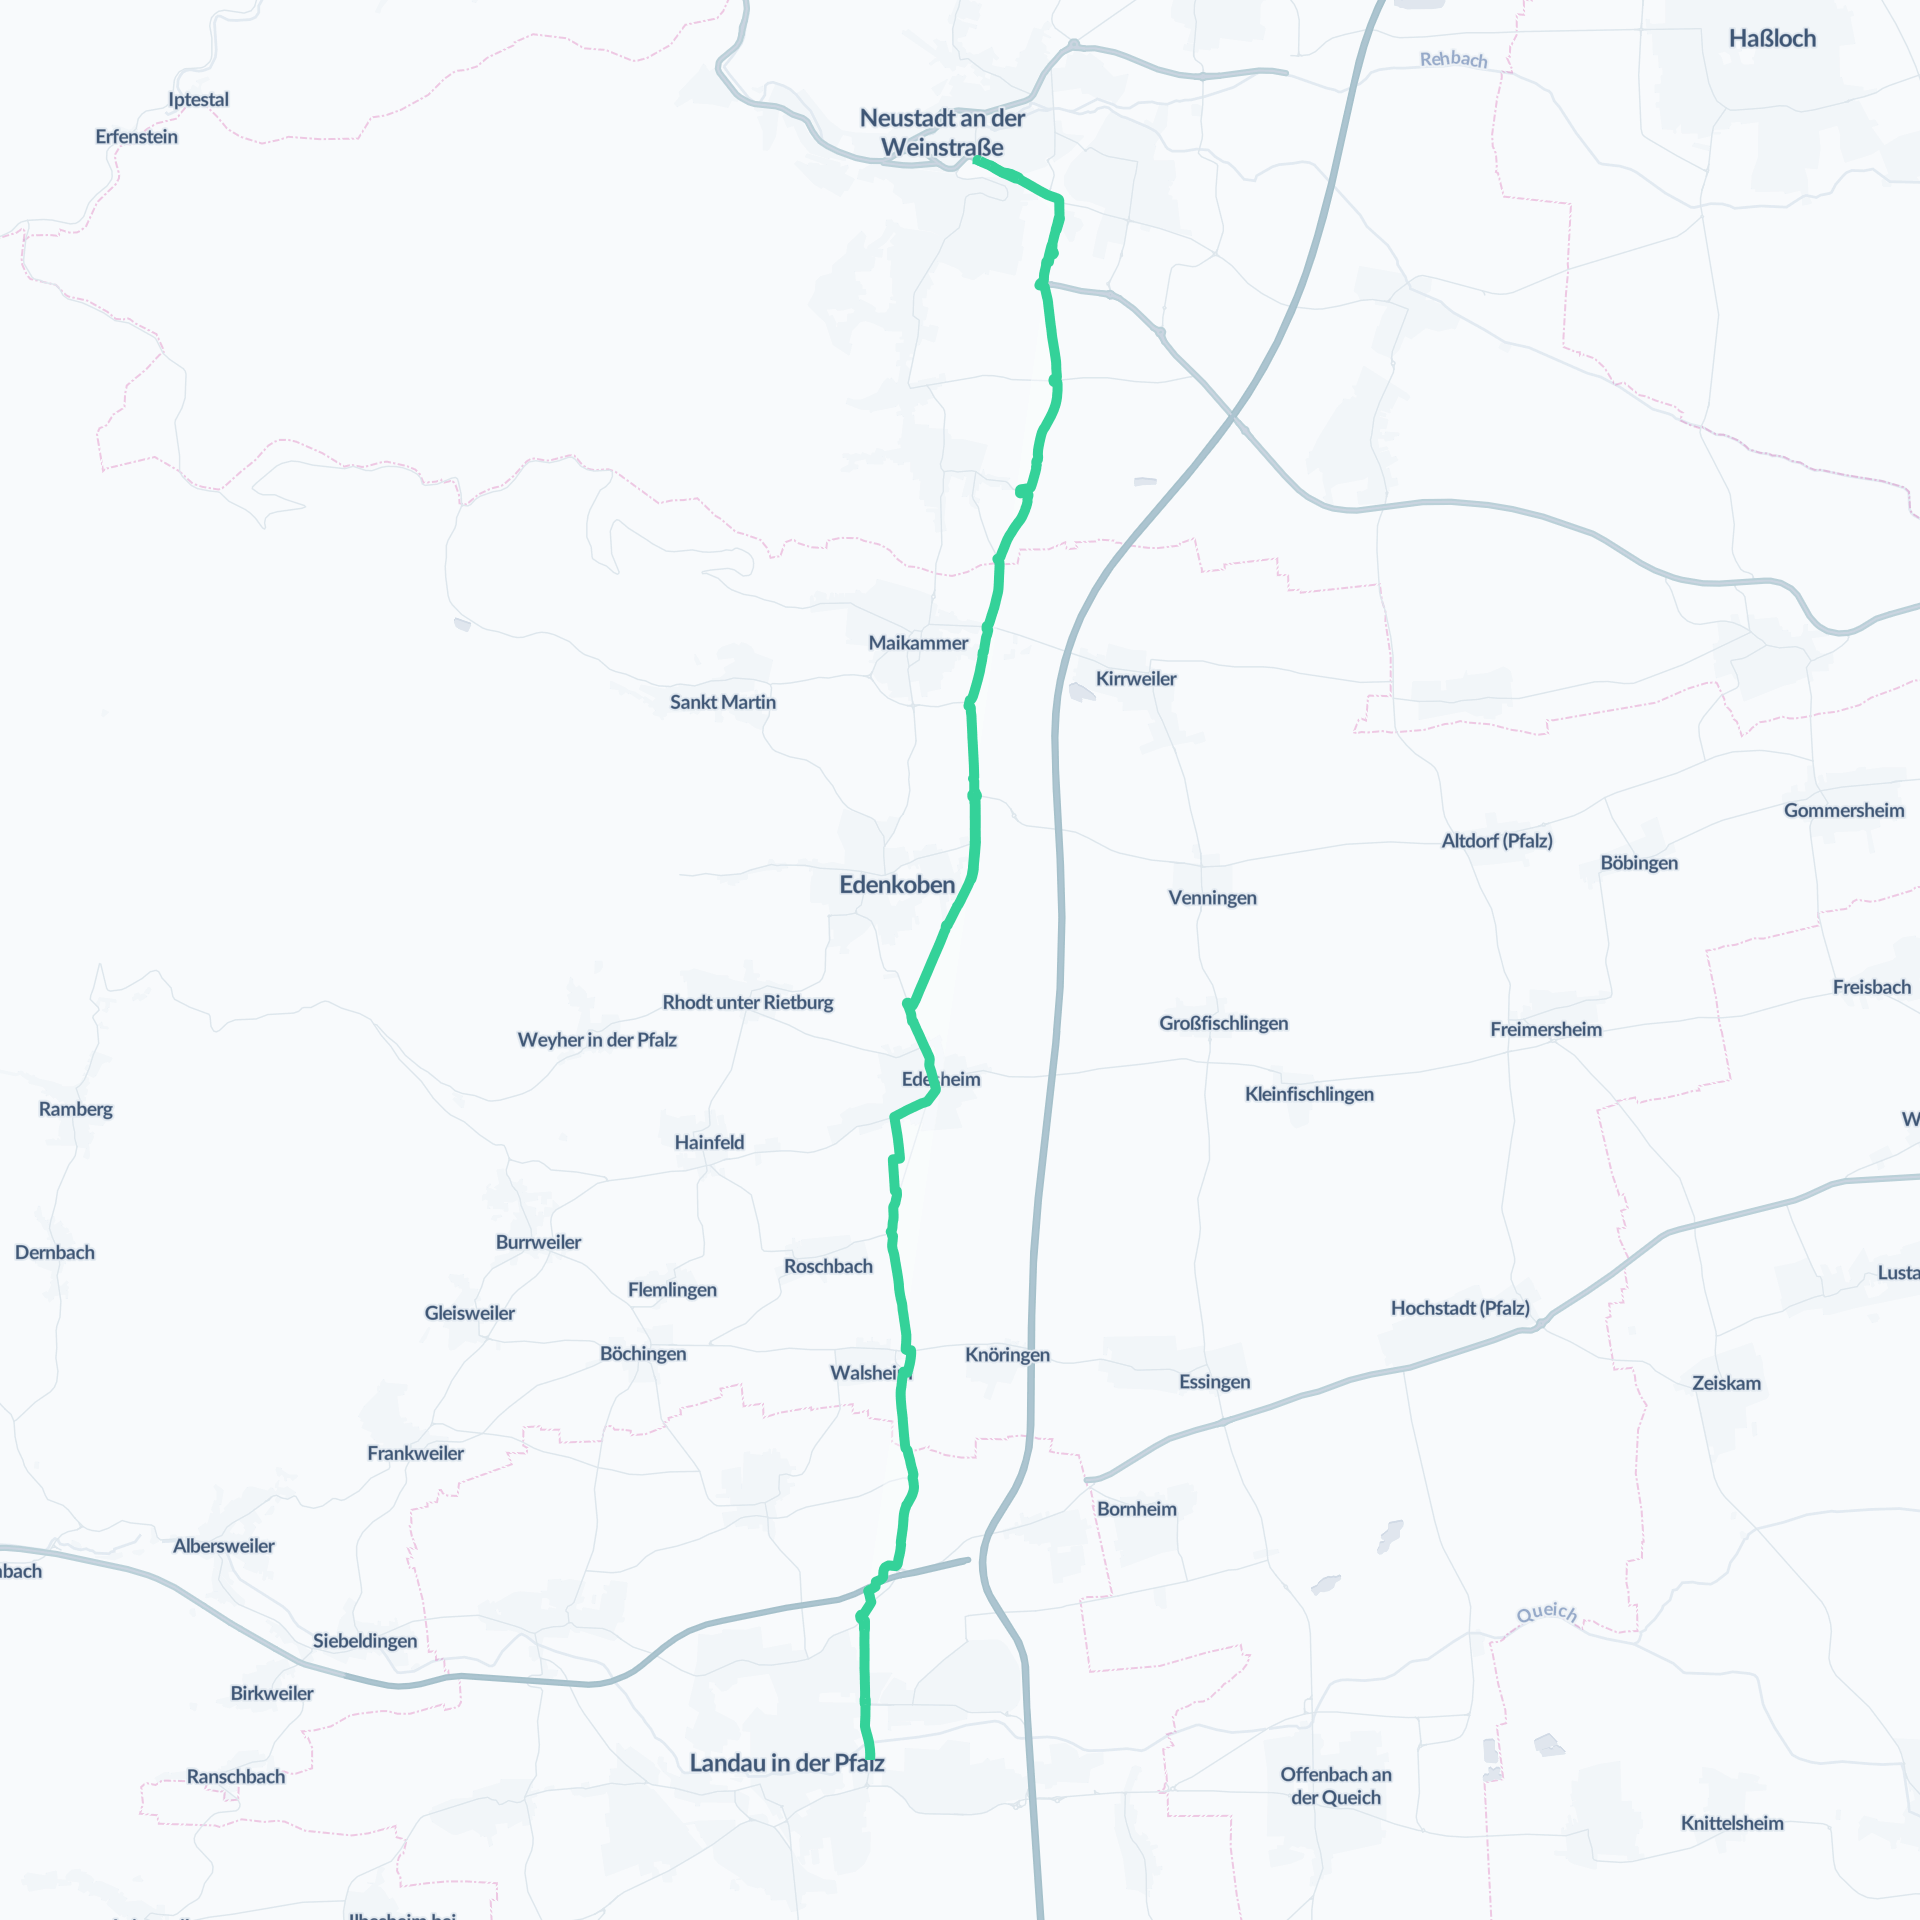 Haßloch
Rehbach
Iptestal
Erfenstein
Neustadt an der
Weinstraße
Maikammer
Kirrweiler
Sankt Martin
Gommersheim
Altdorf (Pfalz)
Böbingen
Edenkoben
Venningen
Freisbach
Rhodt unter Rietburg
Großfischlingen
Freimersheim
Weyher in der Pfalz
Edesheim
Kleinfischlingen
Ramberg
W
Hainfeld
Burrweiler
Dernbach
Roschbach
Lusta
Flemlingen
Hochstadt (Pfalz)
Gleisweiler
Böchingen
Knöringen
Walsheim
Essingen
Zeiskam
Frankweiler
Bornheim
Albersweiler
bach
Queich
Siebeldingen
Birkweiler
Landau in der Pfalz
Ranschbach
Offenbach an
der Queich
Knittelsheim